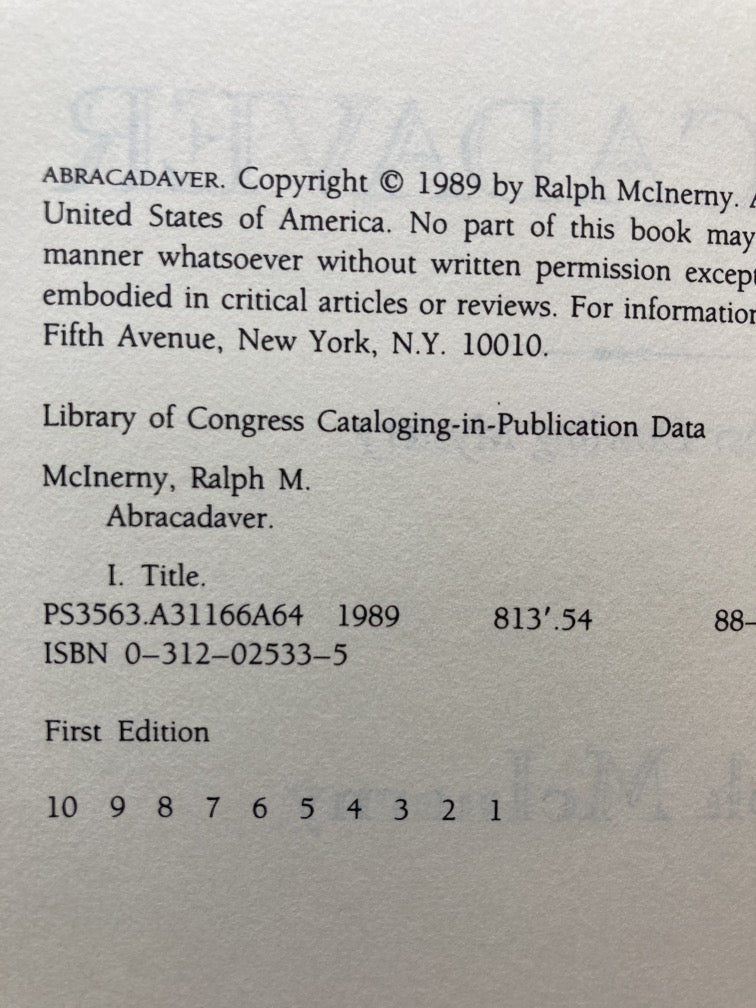 ABRACADAVER. Copyright © 1989 by Ralph McInerny.
United States of America. No part of this book may
manner whatsoever without written permission except
embodied in critical articles or reviews. For information
Fifth Avenue, New York, N.Y. 10010.
Library of Congress Cataloging-in-Publication Data
McInerny, Ralph M.
Abracadaver.
I. Title.
PS3563.A31166A64 1989 813′.54 88–
ISBN 0–312–02533–5
First Edition
10 9 8 7 6 5 4 3 2 1